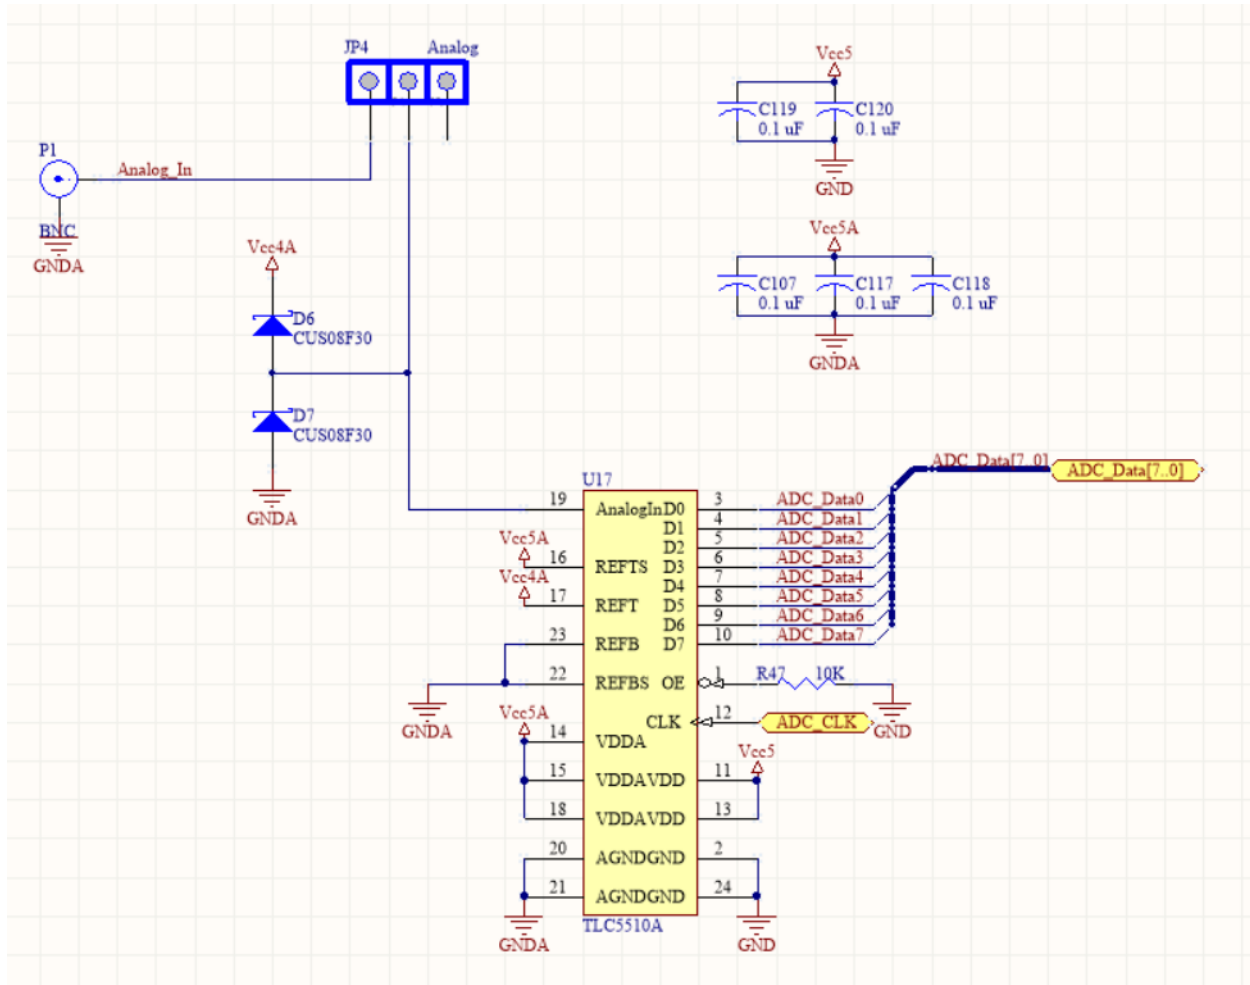 JP4 Analog
P1
Analog_In
BNC
GNDA
Vcc4A
D6
CUS08F30
D7
CUS08F30
GNDA
Vcc5
C119
0.1 uF
C120
0.1 uF
GND
Vcc5A
C107
0.1 uF
C117
0.1 uF
C118
0.1 uF
GNDA
ADC_Data[7..0]
ADC_Data[7..0]
U17
19 AnalogIn D0 3 ADC_Data0
D1 4 ADC_Data1
D2 5 ADC_Data2
Vcc5A
16 REFTS D3 6 ADC_Data3
D4 7 ADC_Data4
Vcc4A
17 REFT D5 8 ADC_Data5
D6 9 ADC_Data6
23 REFB D7 10 ADC_Data7
22 REFBS OE 1 R47 10K
GNDA
GND
CLK 12 ADC_CLK
Vcc5A
14 VDDA
Vcc5
15 VDDA VDD 11
18 VDDA VDD 13
20 AGND GND 2
21 AGND GND 24
TLC5510A
GNDA
GND